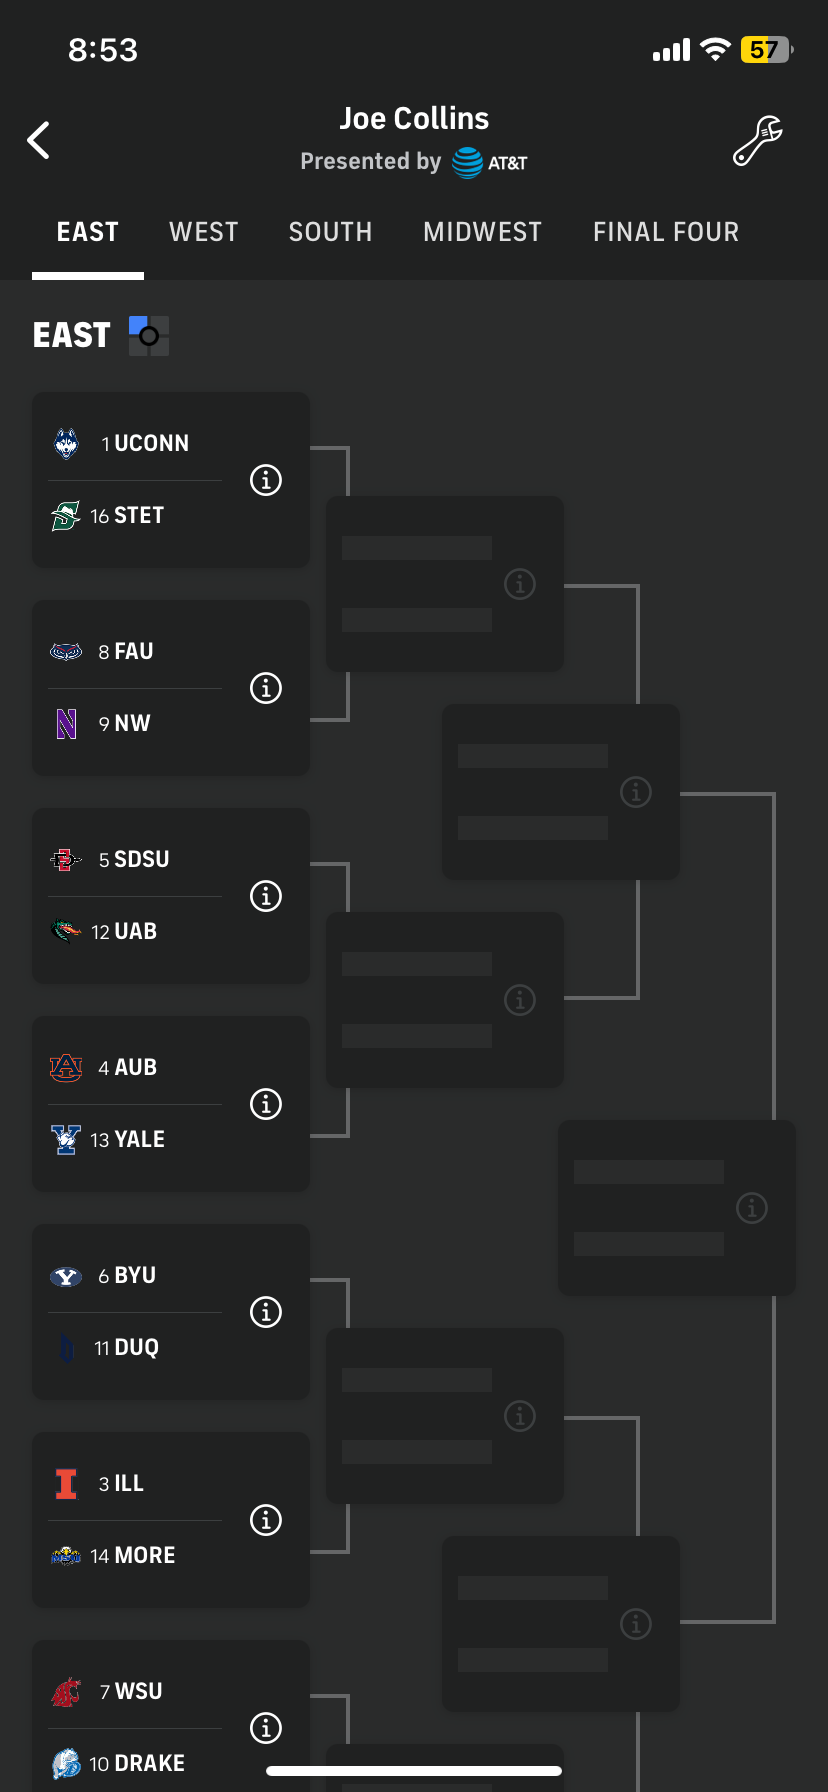 8:53
57
Joe Collins
Presented by AT&T
EAST WEST SOUTH MIDWEST FINAL FOUR
EAST
1 UCONN
16 STET
8 FAU
9 NW
5 SDSU
12 UAB
4 AUB
13 YALE
6 BYU
11 DUQ
3 ILL
14 MORE
7 WSU
10 DRAKE